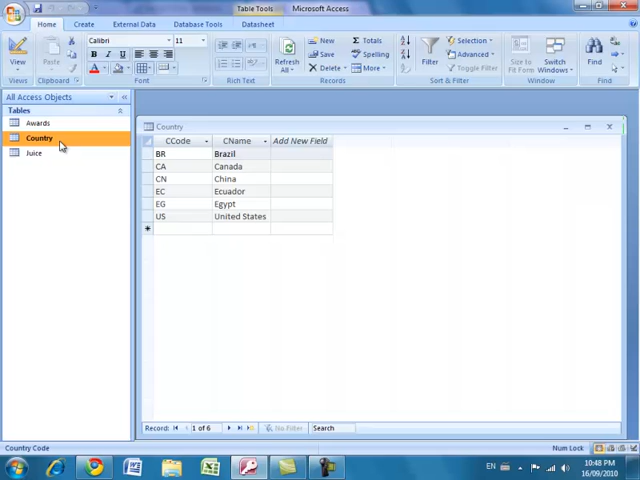 Table Tools
Microsoft Access
Home
Create
External Data
Database Tools
Datasheet
View
Views
Paste
Clipboard
Calibri
11
B I U
A
Font
Rich Text
Refresh All
New
Save
Delete
Totals
Spelling
More
Records
Filter
Selection
Advanced
Toggle Filter
Sort & Filter
Size to Fit Form
Switch Windows
Window
Find
Find
All Access Objects
Tables
Awards
Country
Juice
Country
CCode CName Add New Field
BR Brazil
CA Canada
CN China
EC Ecuador
EG Egypt
US United States
Record: 1 of 6 No Filter Search
Country Code
Num Lock
EN
10:48 PM
16/09/2010